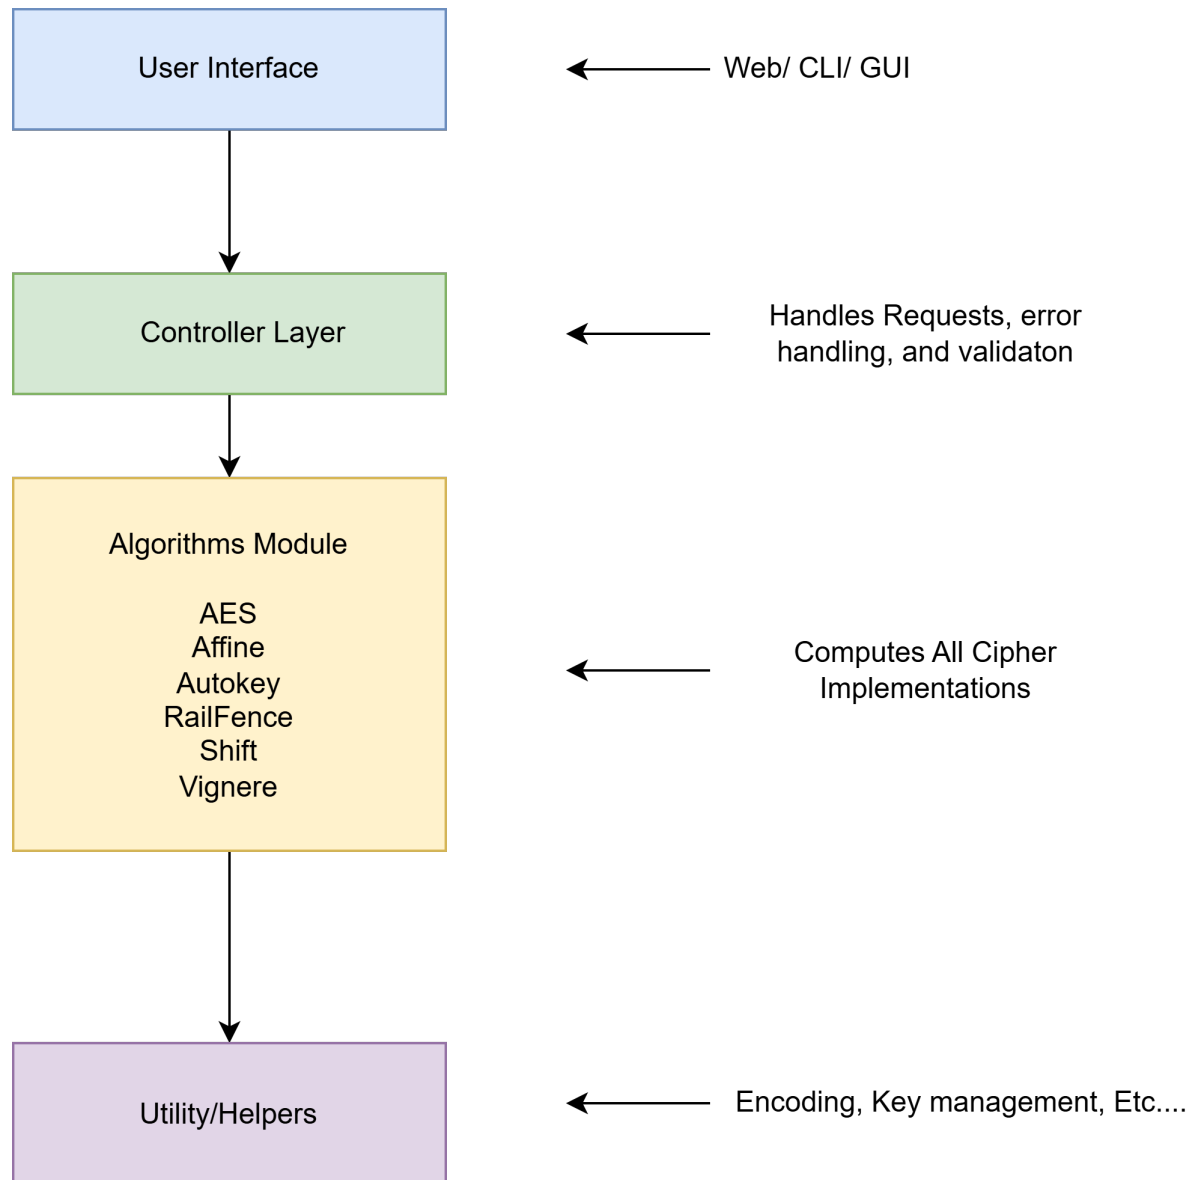 User Interface
Web/ CLI/ GUI
Controller Layer
Handles Requests, error
handling, and validaton
Algorithms Module
AES
Affine
Autokey
RailFence
Shift
Vignere
Computes All Cipher
Implementations
Utility/Helpers
Encoding, Key management, Etc....